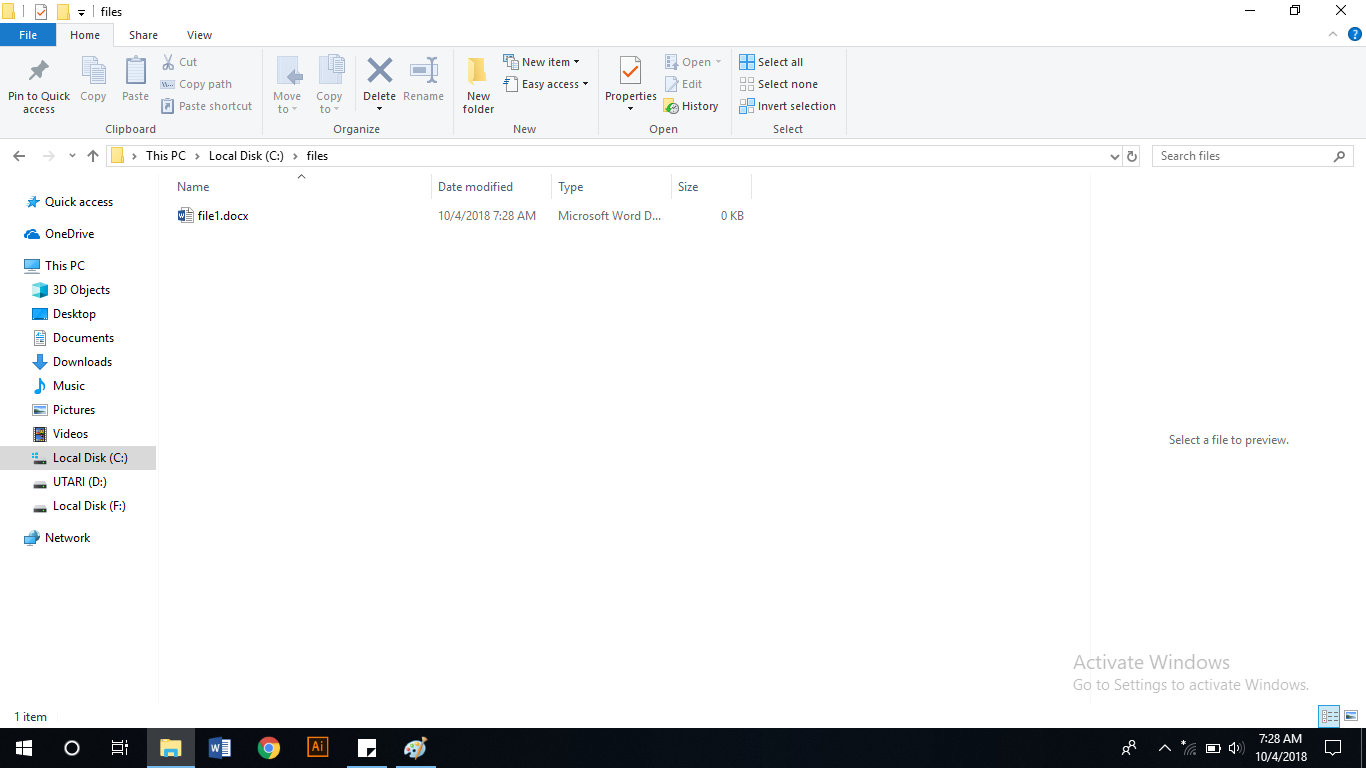 files
File Home Share View
Pin to Quick access Copy Paste Cut Copy path Paste shortcut
Clipboard
Move to Copy to Delete Rename
Organize
New folder New item Easy access
New
Properties Open Edit History
Open
Select all
Select none
Invert selection
Select
This PC Local Disk (C:) files
Search files
Name Date modified Type Size
file1.docx 10/4/2018 7:28 AM Microsoft Word D... 0 KB
Quick access
OneDrive
This PC
3D Objects
Desktop
Documents
Downloads
Music
Pictures
Videos
Local Disk (C:)
UTARI (D:)
Local Disk (F:)
Network
Select a file to preview.
Activate Windows
Go to Settings to activate Windows.
1 item
Ai
7:28 AM
10/4/2018